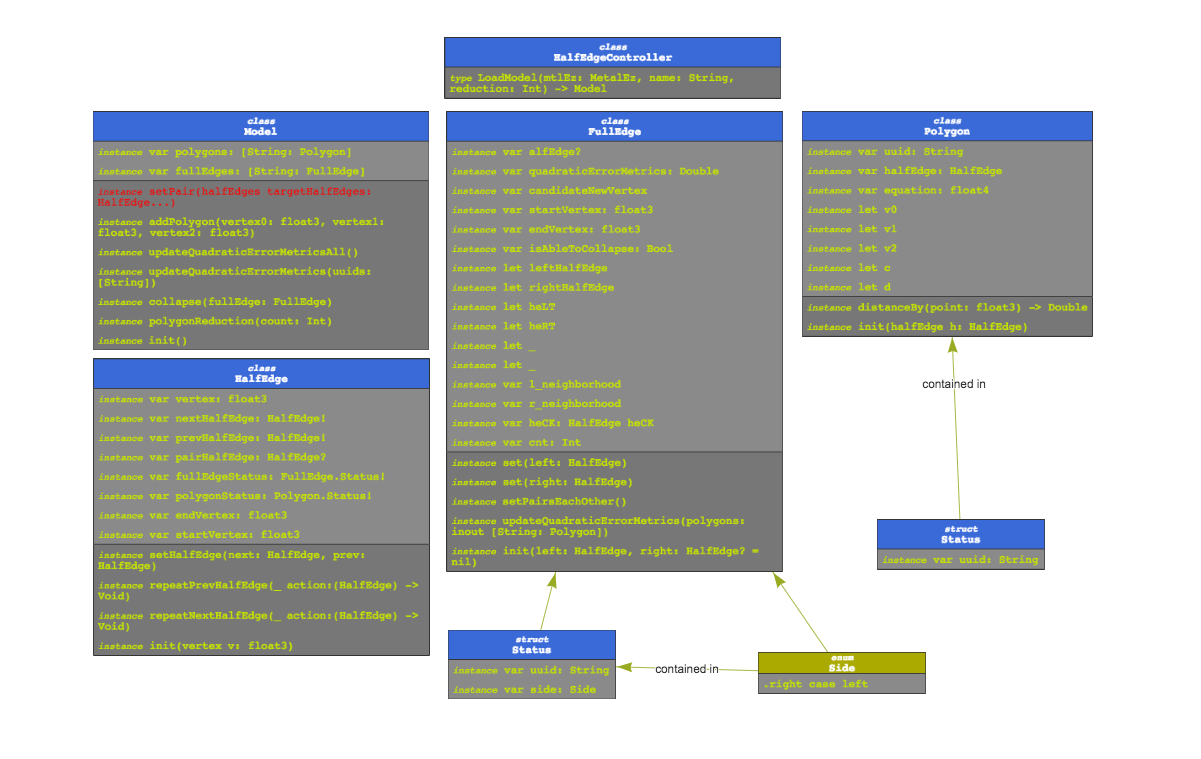 class
HalfEdgeController
type LoadModel(mtlEz: MetalEz, name: String,
reduction: Int) -> Model
class
Model
instance var polygons: [String: Polygon]
instance var fullEdges: [String: FullEdge]
instance setPair(halfEdges targetHalfEdges:
HalfEdge...)
instance addPolygon(vertex0: float3, vertex1:
float3, vertex2: float3)
instance updateQuadraticErrorMetricsAll()
instance updateQuadraticErrorMetrics(uuids:
[String])
instance collapse(fullEdge: FullEdge)
instance polygonReduction(count: Int)
instance init()
class
HalfEdge
instance var vertex: float3
instance var nextHalfEdge: HalfEdge!
instance var prevHalfEdge: HalfEdge!
instance var pairHalfEdge: HalfEdge?
instance var fullEdgeStatus: FullEdge.Status!
instance var polygonStatus: Polygon.Status!
instance var endVertex: float3
instance var startVertex: float3
instance setHalfEdge(next: HalfEdge, prev:
HalfEdge)
instance repeatPrevHalfEdge(_ action:(HalfEdge) ->
Void)
instance repeatNextHalfEdge(_ action:(HalfEdge) ->
Void)
instance init(vertex v: float3)
class
FullEdge
instance var alfEdge?
instance var quadraticErrorMetrics: Double
instance var candidateNewVertex
instance var startVertex: float3
instance var endVertex: float3
instance var isAbleToCollapse: Bool
instance let leftHalfEdge
instance let rightHalfEdge
instance let heLT
instance let heRT
instance let _
instance let _
instance var l_neighborhood
instance var r_neighborhood
instance var heCK: HalfEdge heCK
instance var cnt: Int
instance set(left: HalfEdge)
instance set(right: HalfEdge)
instance setPairsEachOther()
instance updateQuadraticErrorMetrics(polygons:
inout [String: Polygon])
instance init(left: HalfEdge, right: HalfEdge? =
nil)
class
Polygon
instance var uuid: String
instance var halfEdge: HalfEdge
instance var equation: float4
instance let v0
instance let v1
instance let v2
instance let c
instance let d
instance distanceBy(point: float3) -> Double
instance init(halfEdge h: HalfEdge)
contained in
struct
Status
instance var uuid: String
struct
Status
instance var uuid: String
instance var side: Side
contained in
enum
Side
.right case left